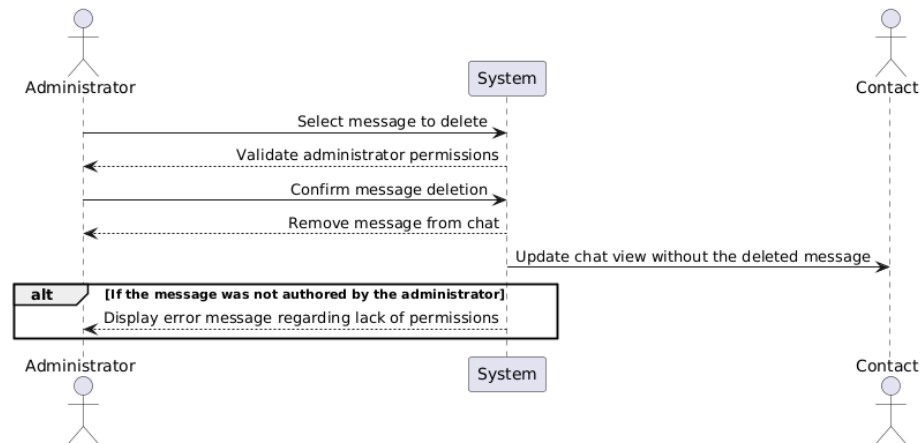 Administrator
System
Contact
Select message to delete
Validate administrator permissions
Confirm message deletion
Remove message from chat
Update chat view without the deleted message
alt [If the message was not authored by the administrator]
Display error message regarding lack of permissions
Administrator
System
Contact